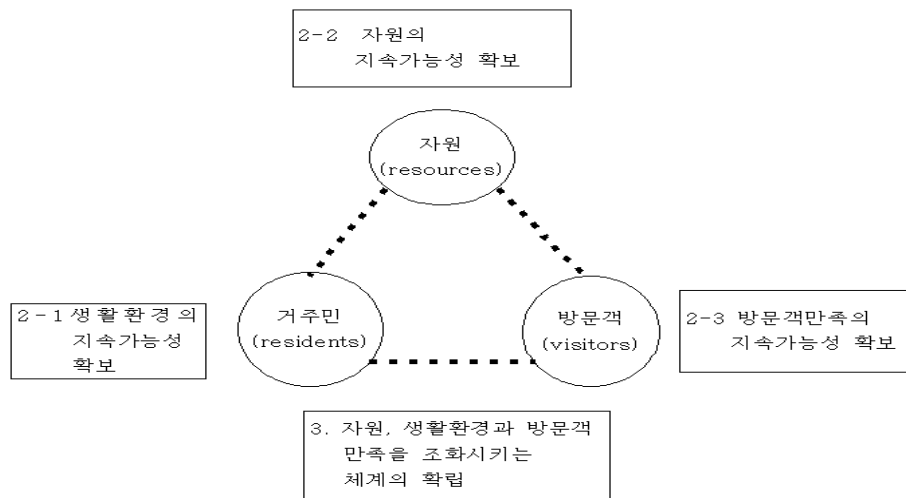 2-2 자원의
지속가능성 확보
자원
(resources)
2-1생활환경의
지속가능성
확보
거주민
(residents)
방문객
(visitors)
2-3 방문객만족의
지속가능성 확보
3. 자원, 생활환경과 방문객
만족을 조화시키는
체계의 확립